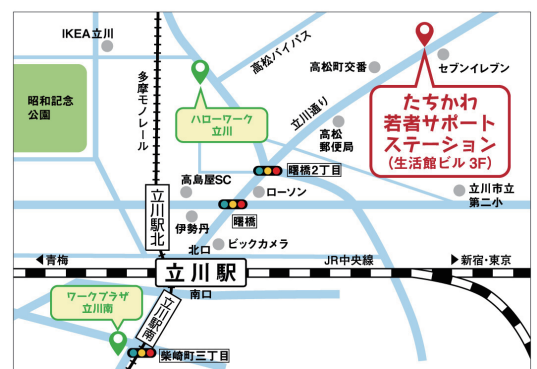 IKEA立川
高松バイパス
高松町交番
セブンイレブン
多摩モノレール
昭和記念
公園
ハローワーク
立川
立川通り
高松
郵便局
たちかわ
若者サポート
ステーション
(生活館ビル 3F)
曙橋2丁目
高島屋SC
ローソン
立川市立
第二小
立川駅北
伊勢丹
曙橋
北口
ビックカメラ
青梅
立川駅
JR中央線
新宿・東京
南口
ワークプラザ
立川南
立川駅南
柴崎町三丁目